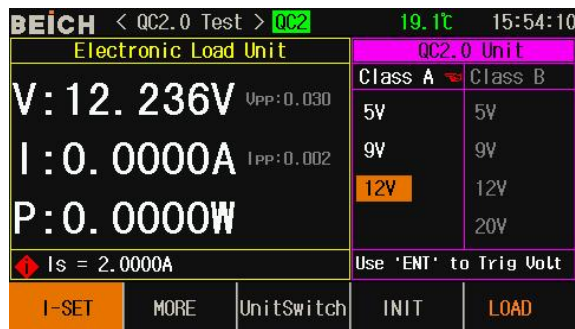 BEICH < QC2.0 Test > QC2 19.1℃ 15:54:10
Electronic Load Unit
V:12.236V Vpp:0.030
I:0.0000A Ipp:0.002
P:0.0000W
Is = 2.0000A
QC2.0 Unit
Class A Class B
5V 5V
9V 9V
12V 12V
20V
Use 'ENT' to Trig Volt
I-SET MORE UnitSwitch INIT LOAD